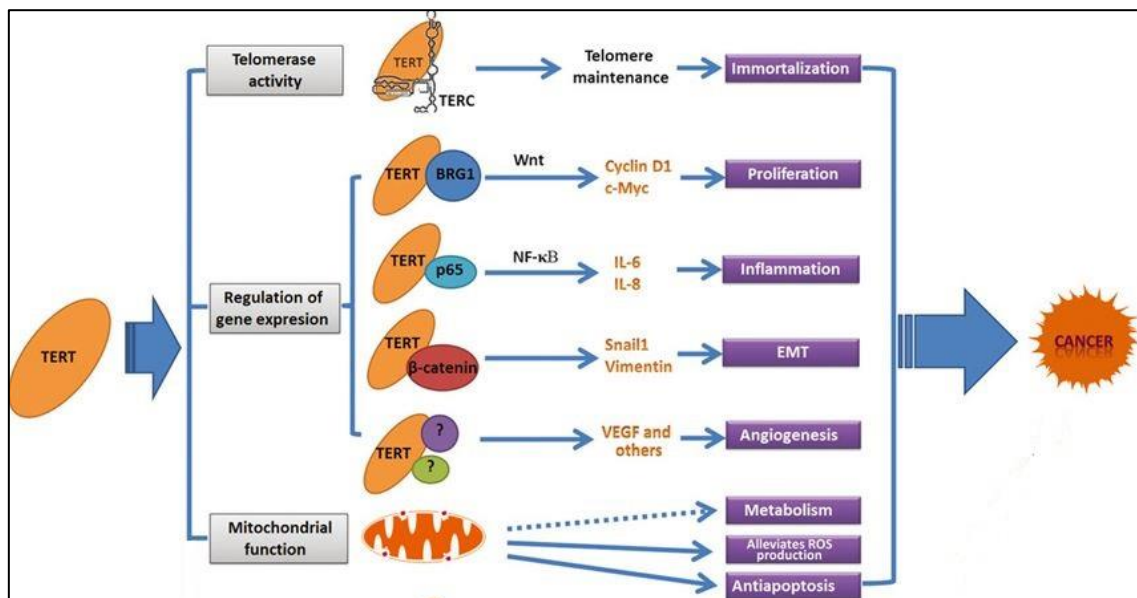 TERT
Telomerase
activity
TERT
TERC
Telomere
maintenance
Immortalization
Regulation of
gene expresion
TERT
BRG1
Wnt
Cyclin D1
c-Myc
Proliferation
TERT
p65
NF-κB
IL-6
IL-8
Inflammation
TERT
β-catenin
Snail1
Vimentin
EMT
TERT
?
?
VEGF and
others
Angiogenesis
Mitochondrial
function
Metabolism
Alleviates ROS
production
Antiapoptosis
CANCER